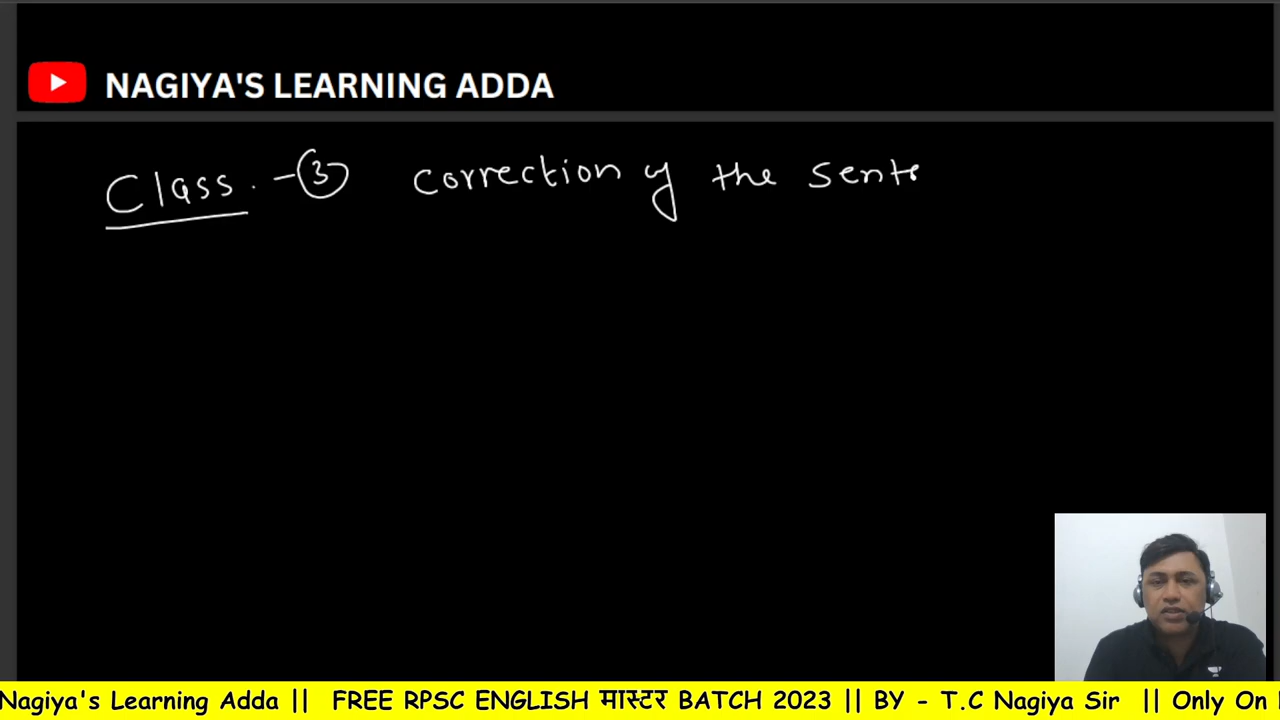 NAGIYA'S LEARNING ADDA
Class. - 3 Correction of the sente
Nagiya's Learning Adda || FREE RPSC ENGLISH मास्टर BATCH 2023 || BY - T.C Nagiya Sir || Only On